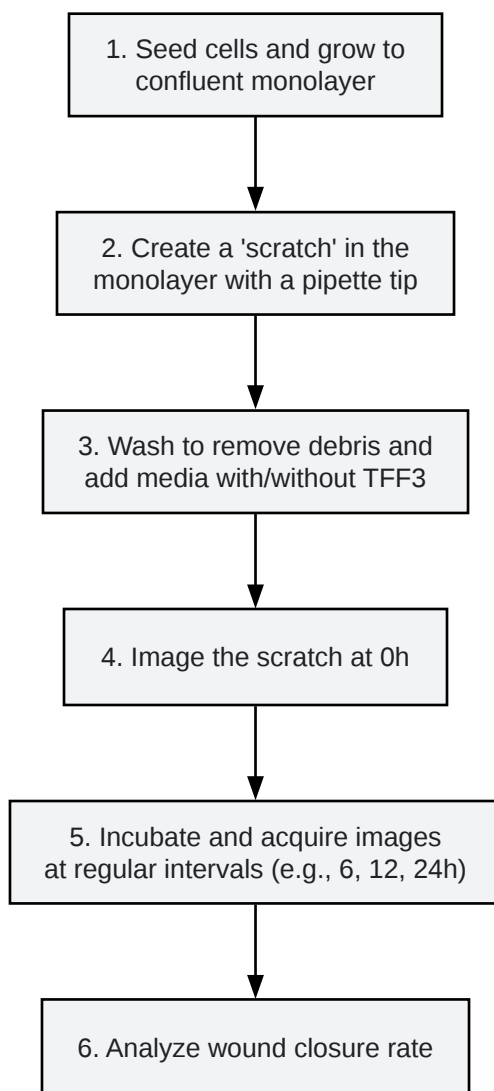 1. Seed cells and grow to
confluent monolayer
2. Create a 'scratch' in the
monolayer with a pipette tip
3. Wash to remove debris and
add media with/without TFF3
4. Image the scratch at 0h
5. Incubate and acquire images
at regular intervals (e.g., 6, 12, 24h)
6. Analyze wound closure rate